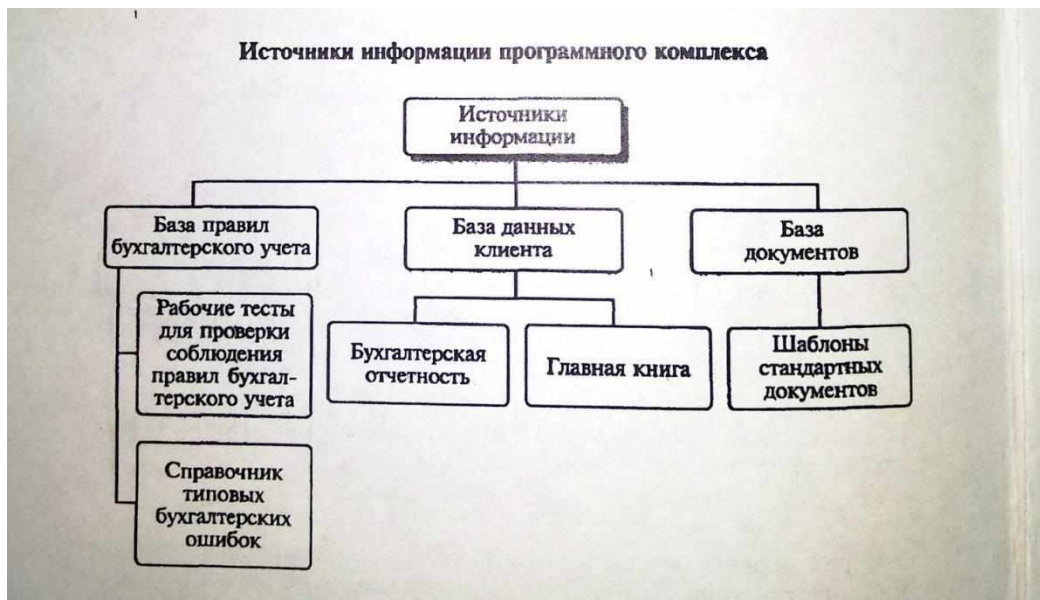 Источники информации программного комплекса
Источники
информации
База правил
бухгалтерского учета
База данных
клиента
База
документов
Рабочие тесты
для проверки
соблюдения
правил бухгал-
терского учета
Бухгалтерская
отчетность
Главная книга
Шаблоны
стандартных
документов
Справочник
типовых
бухгалтерских
ошибок